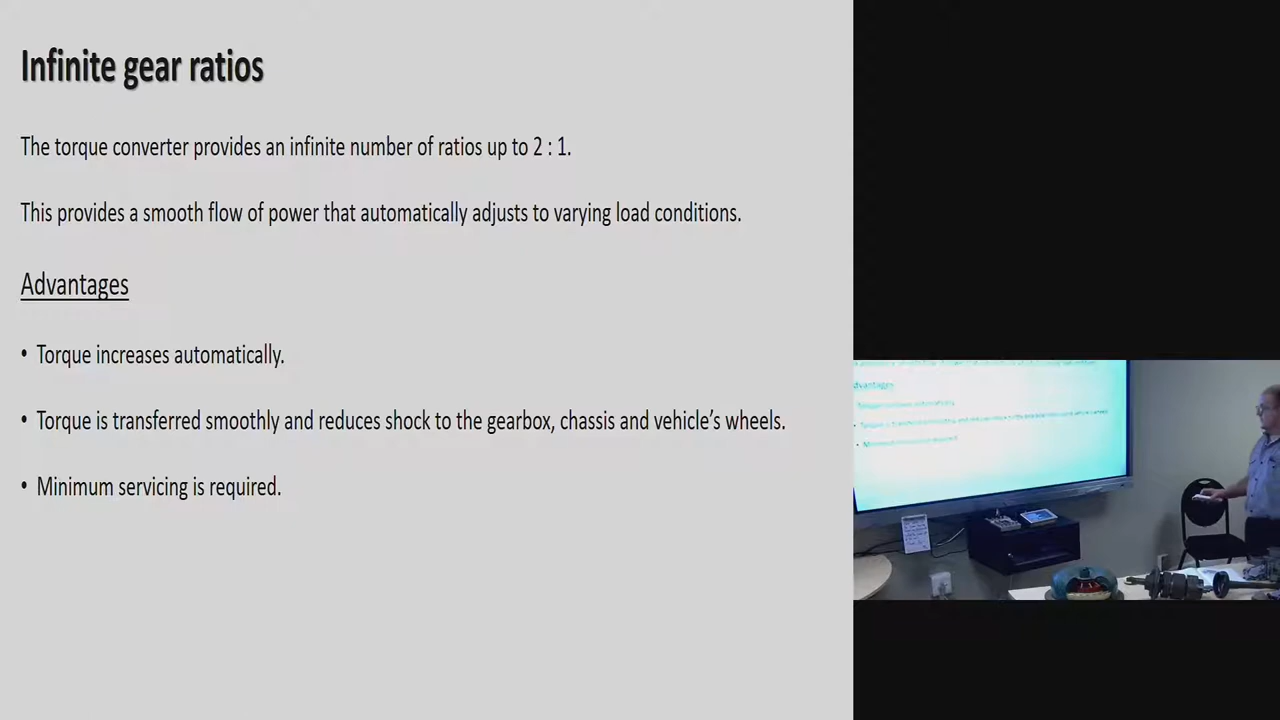 Infinite gear ratios
The torque converter provides an infinite number of ratios up to 2 : 1.
This provides a smooth flow of power that automatically adjusts to varying load conditions.
Advantages
• Torque increases automatically.
• Torque is transferred smoothly and reduces shock to the gearbox, chassis and vehicle’s wheels.
• Minimum servicing is required.